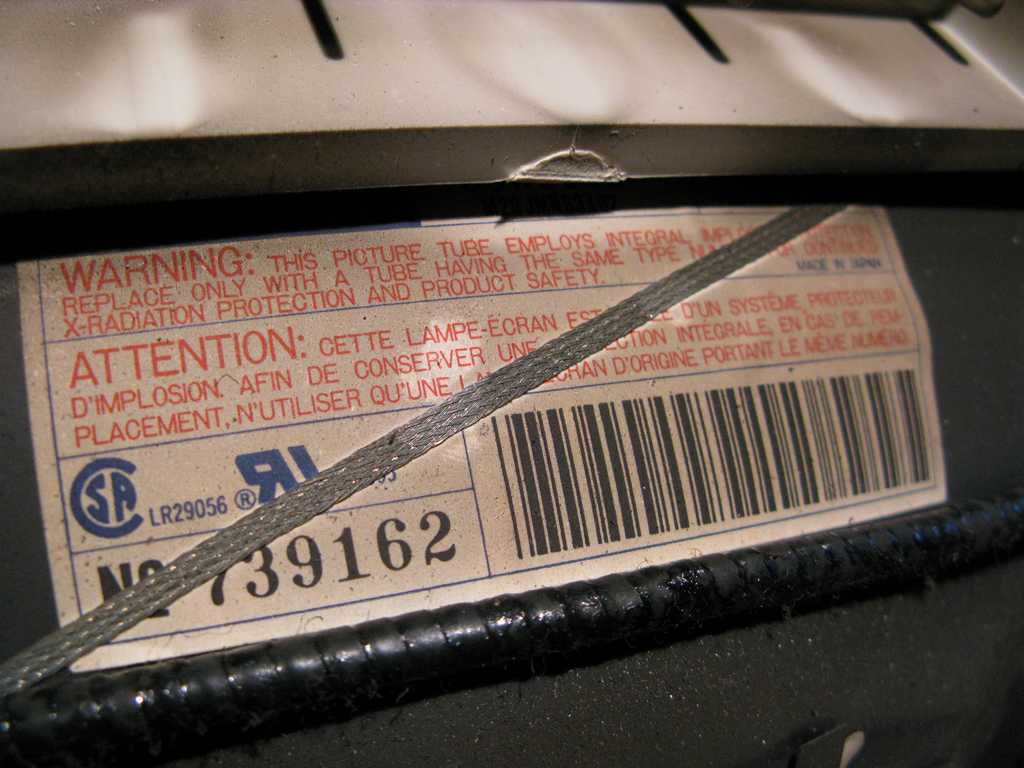 WARNING: THIS PICTURE TUBE EMPLOYS INTEGRAL
REPLACE ONLY WITH A TUBE HAVING THE SAME TYPE CONTINUED
X-RADIATION PROTECTION AND PRODUCT SAFETY.
MADE IN JAPAN
ATTENTION: CETTE LAMPE-ÉCRAN D'UN SYSTÈME PROTECTEUR
D'IMPLOSION. AFIN DE CONSERVER UNE INTÉGRALE, EN CAS DE REM-
PLACEMENT, N'UTILISER QU'UNE D'ORIGINE PORTANT LE MÊME NUMÉRO.
CSA LR29056 ®
739162